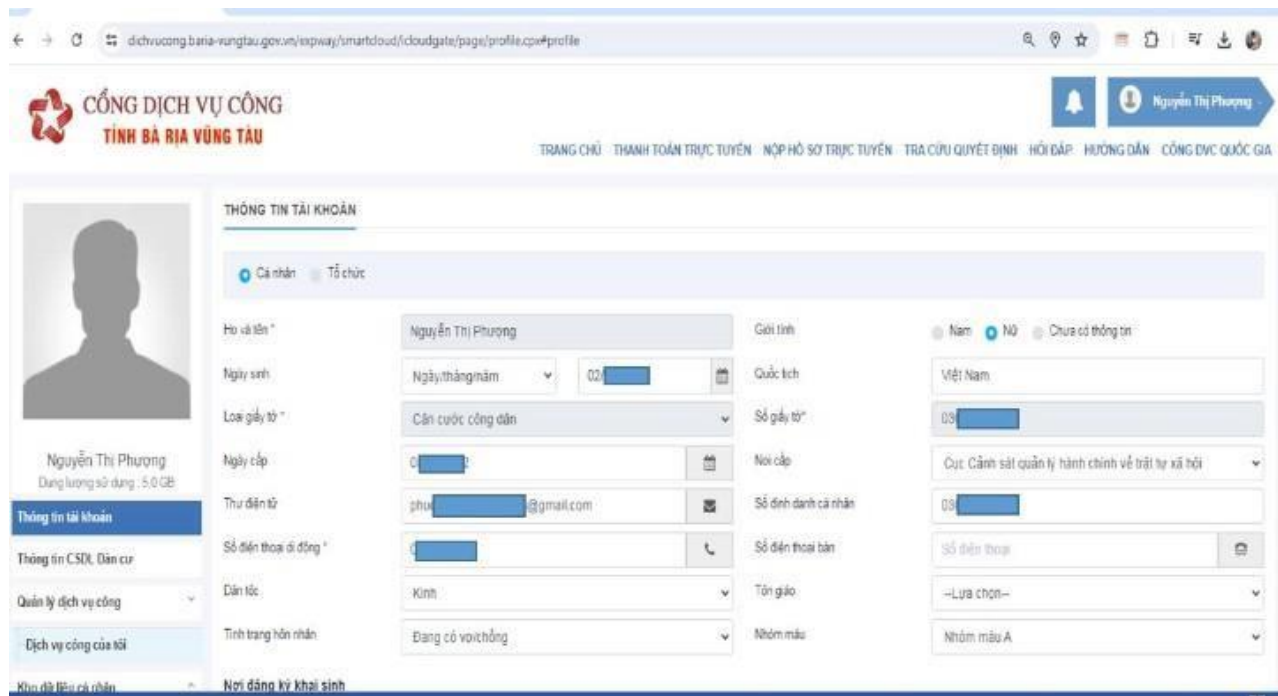 dichvucong.baria-vungtau.gov.vn/expway/smartcloud/icloudgate/page/profile.cpx#profile
CỔNG DỊCH VỤ CÔNG
TỈNH BÀ RỊA VŨNG TÀU
Nguyễn Thị Phượng
TRANG CHỦ THANH TOÁN TRỰC TUYẾN NỘP HỒ SƠ TRỰC TUYẾN TRA CỨU QUYẾT ĐỊNH HỎI ĐÁP HƯỚNG DẪN CỔNG DVC QUỐC GIA
THÔNG TIN TÀI KHOẢN
Cá nhân Tổ chức
Họ và tên * Nguyễn Thị Phượng Giới tính Nam Nữ Chưa có thông tin
Ngày sinh Ngày/tháng/năm 02/ Quốc tịch Việt Nam
Loại giấy tờ * Căn cước công dân Số giấy tờ* 03
Nguyễn Thị Phượng
Dung lượng sử dụng : 5.0 GB
Ngày cấp 0 2 Nơi cấp Cục Cảnh sát quản lý hành chính về trật tự xã hội
Thư điện tử phu @gmail.com Số định danh cá nhân 03
Thông tin tài khoản
Số điện thoại di động * 0 Số điện thoại bàn Số điện thoại
Thông tin CSDL Dân cư
Dân tộc Kinh Tôn giáo --Lựa chọn--
Quản lý dịch vụ công
Tình trạng hôn nhân Đang có vợ/chồng Nhóm máu Nhóm máu A
Dịch vụ công của tôi
Kho dữ liệu cá nhân
Nơi đăng ký khai sinh